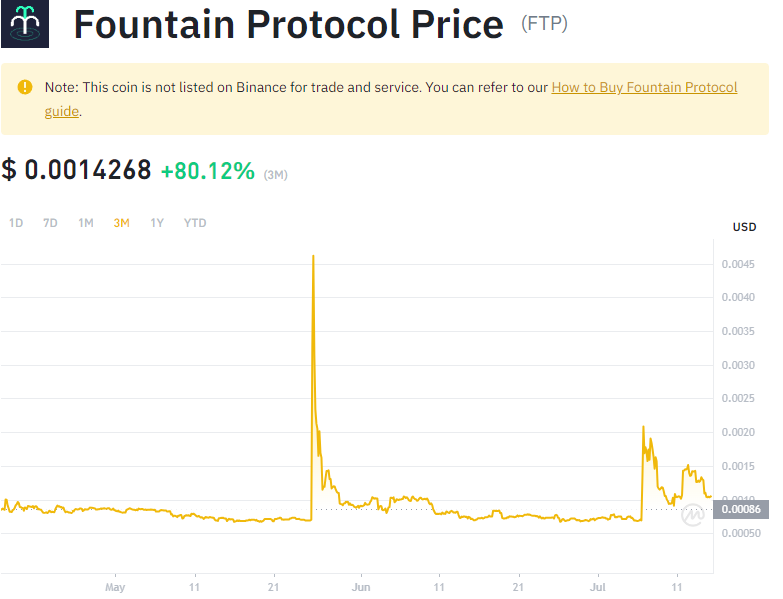 Fountain Protocol Price (FTP)
Note: This coin is not listed on Binance for trade and service. You can refer to our How to Buy Fountain Protocol
guide.
$ 0.0014268 +80.12% (3M)
1D 7D 1M 3M 1Y YTD
USD
0.0045
0.0040
0.0035
0.0030
0.0025
0.0020
0.0015
0.0010
0.00086
0.00050
May 11 21 Jun 11 21 Jul 11